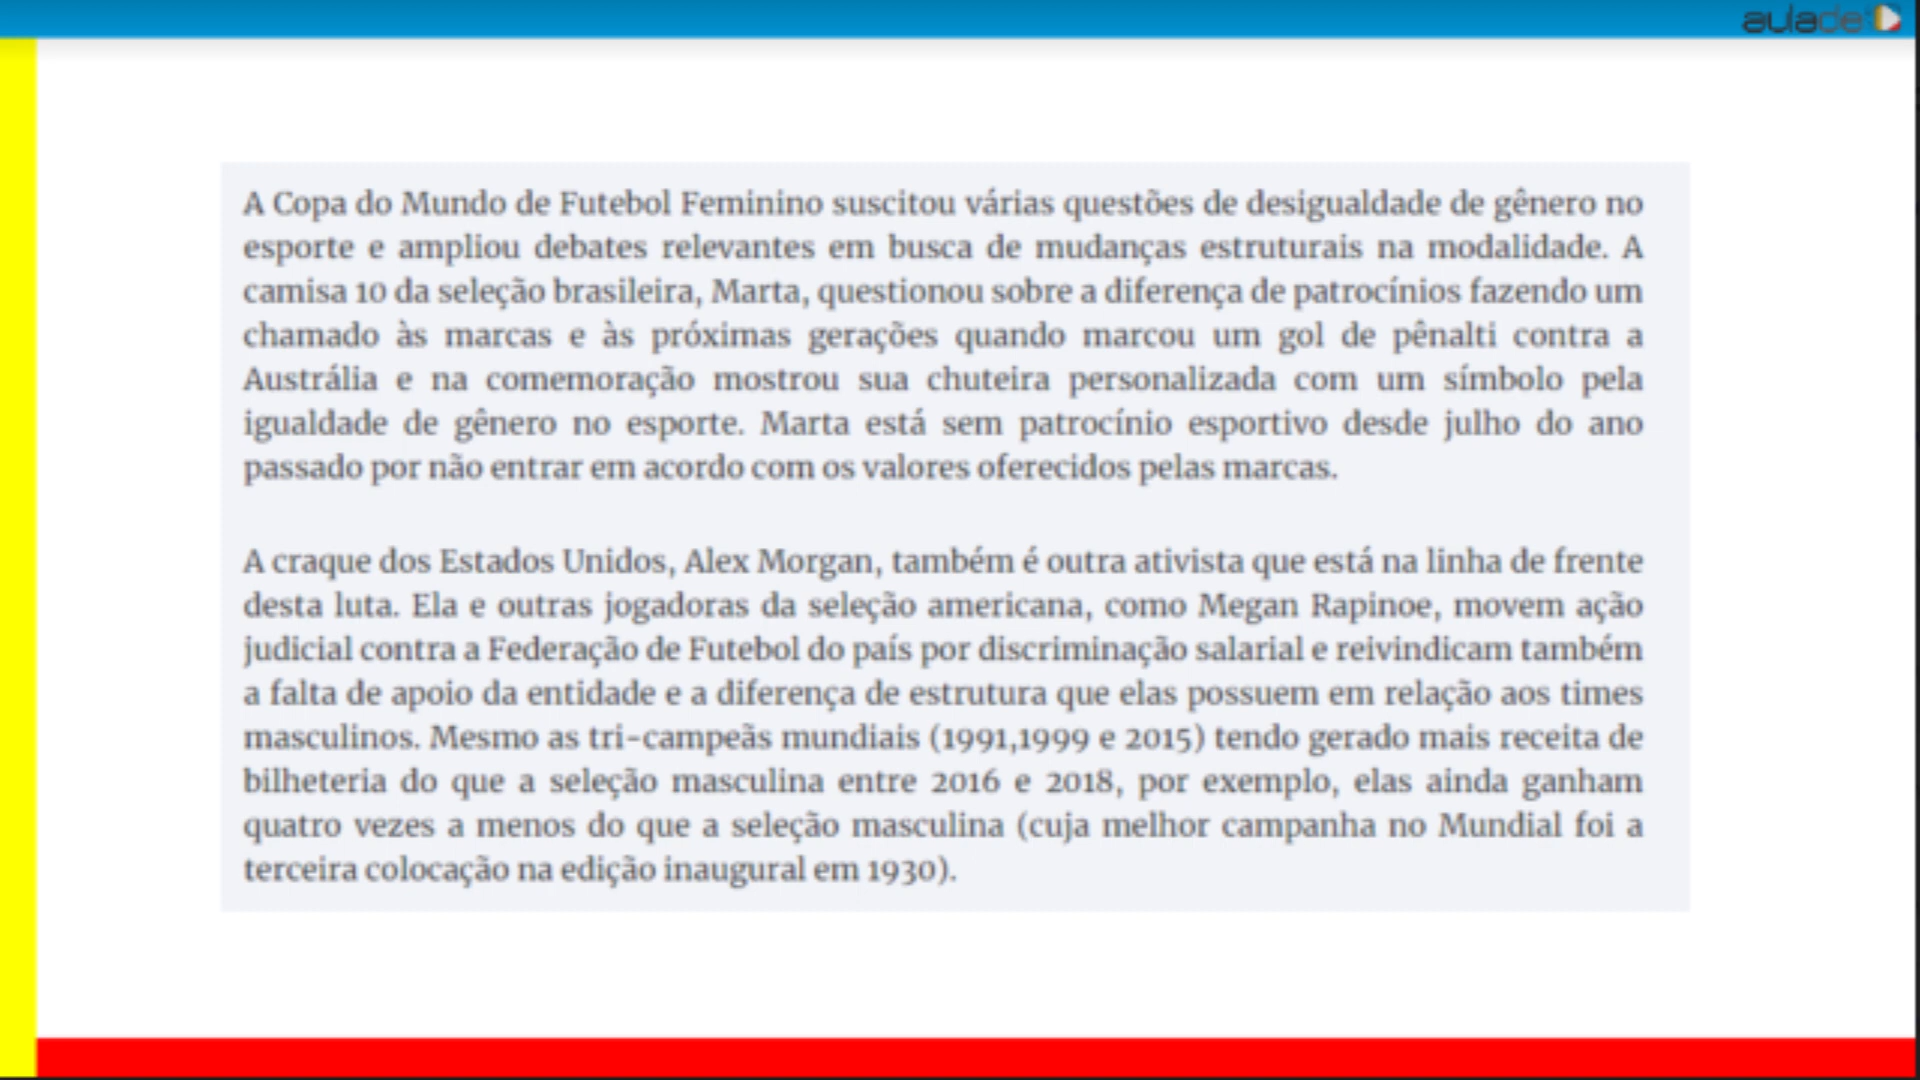 aulade
A Copa do Mundo de Futebol Feminino suscitou várias questões de desigualdade de gênero no
esporte e ampliou debates relevantes em busca de mudanças estruturais na modalidade. A
camisa 10 da seleção brasileira, Marta, questionou sobre a diferença de patrocínios fazendo um
chamado às marcas e às próximas gerações quando marcou um gol de pênalti contra a
Austrália e na comemoração mostrou sua chuteira personalizada com um símbolo pela
igualdade de gênero no esporte. Marta está sem patrocínio esportivo desde julho do ano
passado por não entrar em acordo com os valores oferecidos pelas marcas.
A craque dos Estados Unidos, Alex Morgan, também é outra ativista que está na linha de frente
desta luta. Ela e outras jogadoras da seleção americana, como Megan Rapinoe, movem ação
judicial contra a Federação de Futebol do país por discriminação salarial e reivindicam também
a falta de apoio da entidade e a diferença de estrutura que elas possuem em relação aos times
masculinos. Mesmo as tri-campeãs mundiais (1991,1999 e 2015) tendo gerado mais receita de
bilheteria do que a seleção masculina entre 2016 e 2018, por exemplo, elas ainda ganham
quatro vezes a menos do que a seleção masculina (cuja melhor campanha no Mundial foi a
terceira colocação na edição inaugural em 1930).